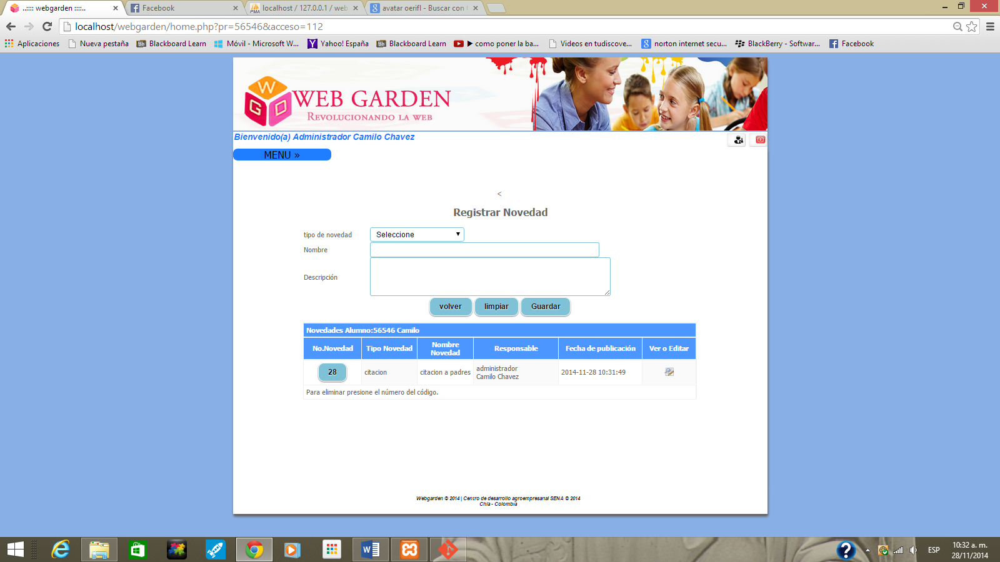 ..:::: webgarden ::::..
Facebook
localhost / 127.0.0.1 / web
avatar oerifl - Buscar con
localhost/webgarden/home.php?pr=56546&acceso=112
Aplicaciones
Nueva pestaña
Blackboard Learn
Móvil - Microsoft W...
Yahoo! España
Blackboard Learn
▶ como poner la ba...
Videos en tudiscove...
norton internet secu...
BlackBerry - Softwar...
Facebook
W
G
D
WEB GARDEN
REVOLUCIONANDO LA WEB
Bienvenido(a) Administrador Camilo Chavez
MENU »
<
Registrar Novedad
tipo de novedad
Seleccione
Nombre
Descripción
volver
limpiar
Guardar
Novedades Alumno:56546 Camilo
No.Novedad
Tipo Novedad
Nombre
Novedad
Responsable
Fecha de publicación
Ver o Editar
28
citacion
citacion a padres
administrador
Camilo Chavez
2014-11-28 10:31:49
Para eliminar presione el número del código.
Webgarden © 2014 | Centro de desarrollo agroempresarial SENA © 2014
Chía - Colombia
ESP
10:32 a. m.
28/11/2014